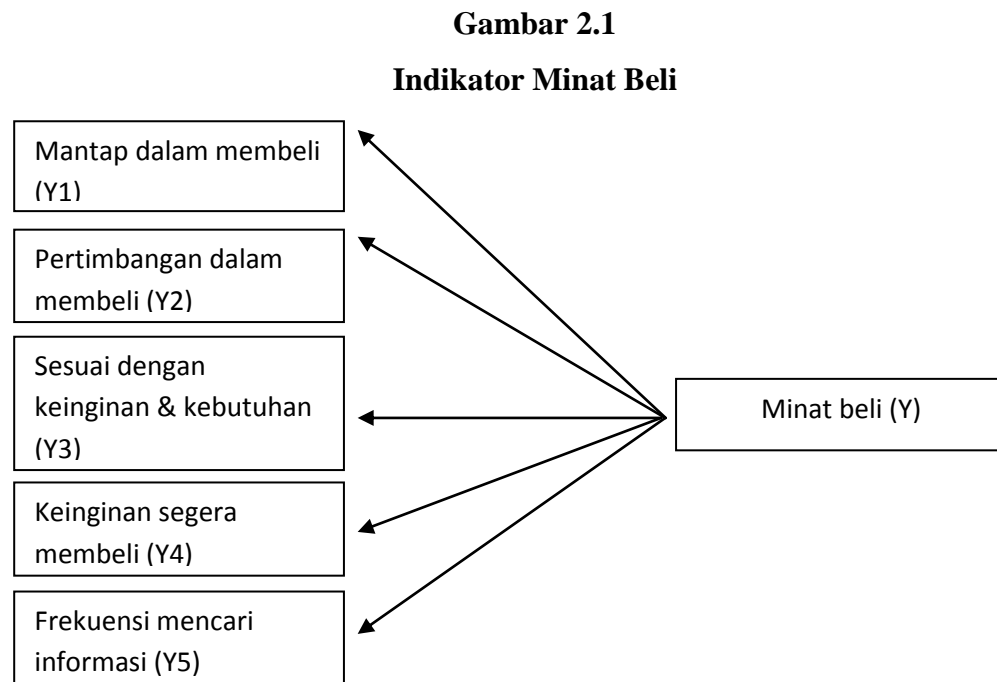 Gambar 2.1
Indikator Minat Beli
Mantap dalam membeli
(Y1)
Pertimbangan dalam
membeli (Y2)
Sesuai dengan
keinginan & kebutuhan
(Y3)
Minat beli (Y)
Keinginan segera
membeli (Y4)
Frekuensi mencari
informasi (Y5)